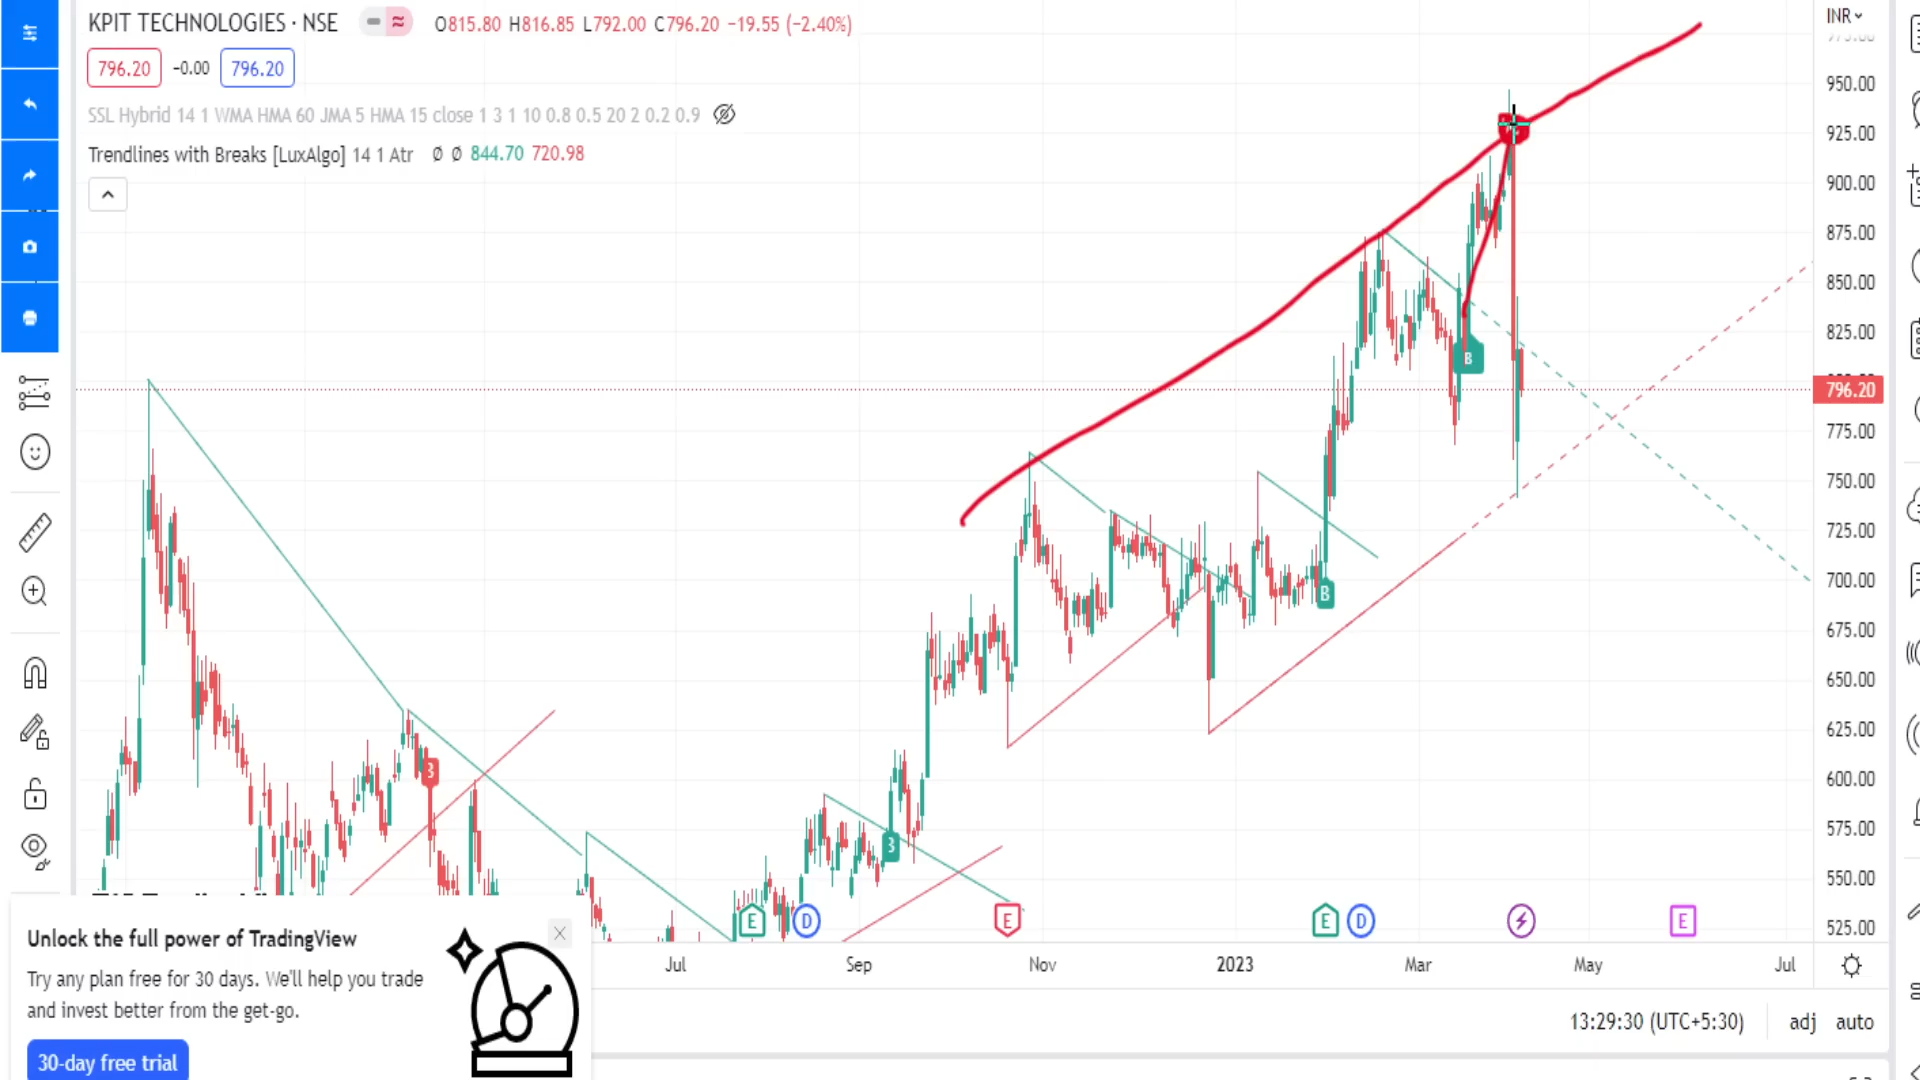 KPIT TECHNOLOGIES · NSE
O815.80 H816.85 L792.00 C796.20 −19.55 (−2.40%)
796.20 −0.00 796.20
SSL Hybrid 14 1 WMA HMA 60 JMA 5 HMA 15 close 1 3 1 10 0.8 0.5 20 2 0.2 0.9
Trendlines with Breaks [LuxAlgo] 14 1 Atr Ø Ø 844.70 720.98
INR
950.00
925.00
900.00
875.00
850.00
825.00
796.20
775.00
750.00
725.00
700.00
675.00
650.00
625.00
600.00
575.00
550.00
525.00
B
B
E D E E D E
Jul Sep Nov 2023 Mar May Jul
13:29:30 (UTC+5:30) adj auto
Unlock the full power of TradingView
Try any plan free for 30 days. We'll help you trade
and invest better from the get-go.
30-day free trial